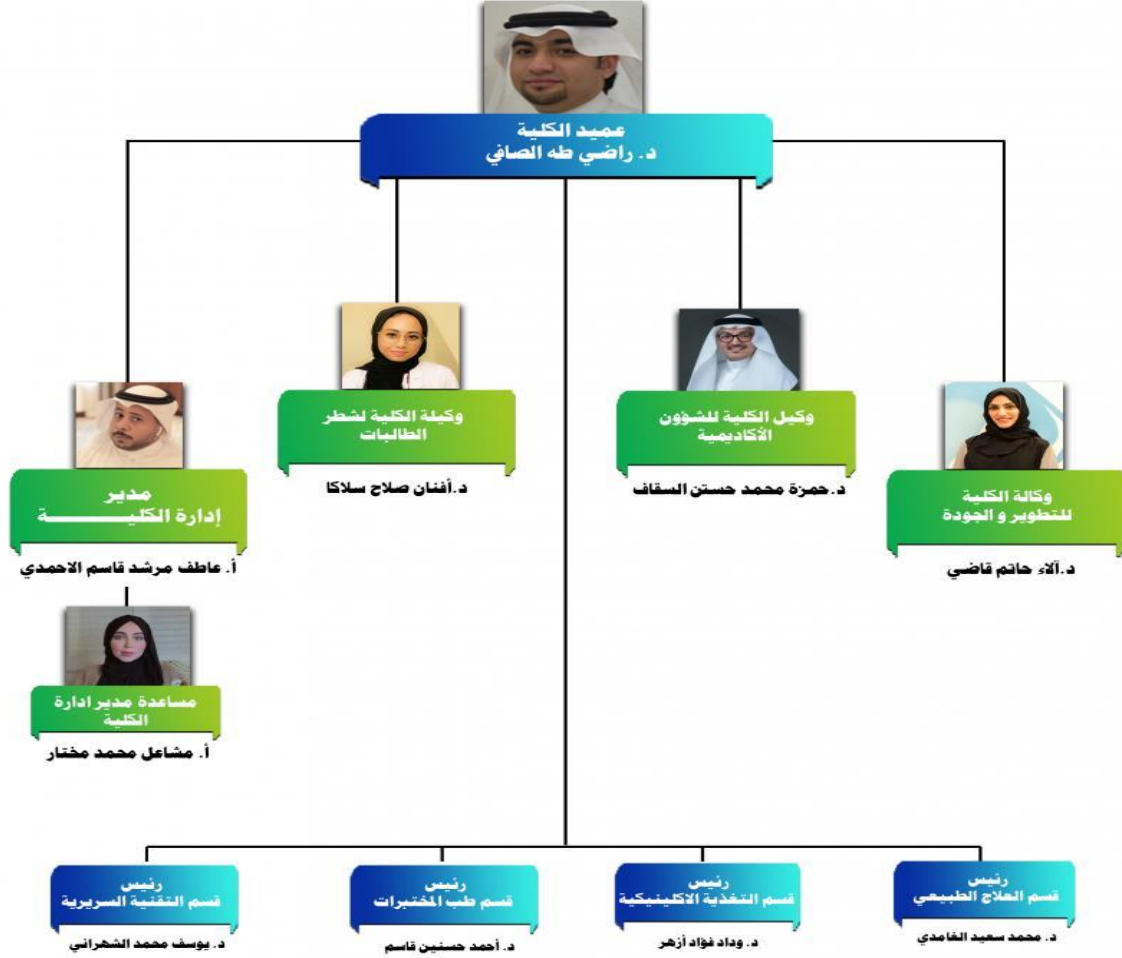 عميد الكلية
د. راضي طه الصافي
وكالة الكلية
للتطوير و الجودة
د.آلاء حاتم قاضي
وكيل الكلية للشؤون
الأكاديمية
د.حمزة محمد حستن السقاف
وكيلة الكلية لشطر
الطالبات
د.أفنان صلاح سلاكا
مدير
إدارة الكليـــــــــــة
أ. عاطف مرشد قاسم الاحمدي
مساعدة مدير ادارة
الكلية
أ. مشاعل محمد مختار
رئيس
قسم العلاج الطبيعي
د. محمد سعيد الغامدي
رئيس
قسم التغذية الاكلينيكية
د. وداد فؤاد أزهر
رئيس
قسم طب المختبرات
د. أحمد حسنين قاسم
رئيس
قسم التقنية السريرية
د. يوسف محمد الشهراني